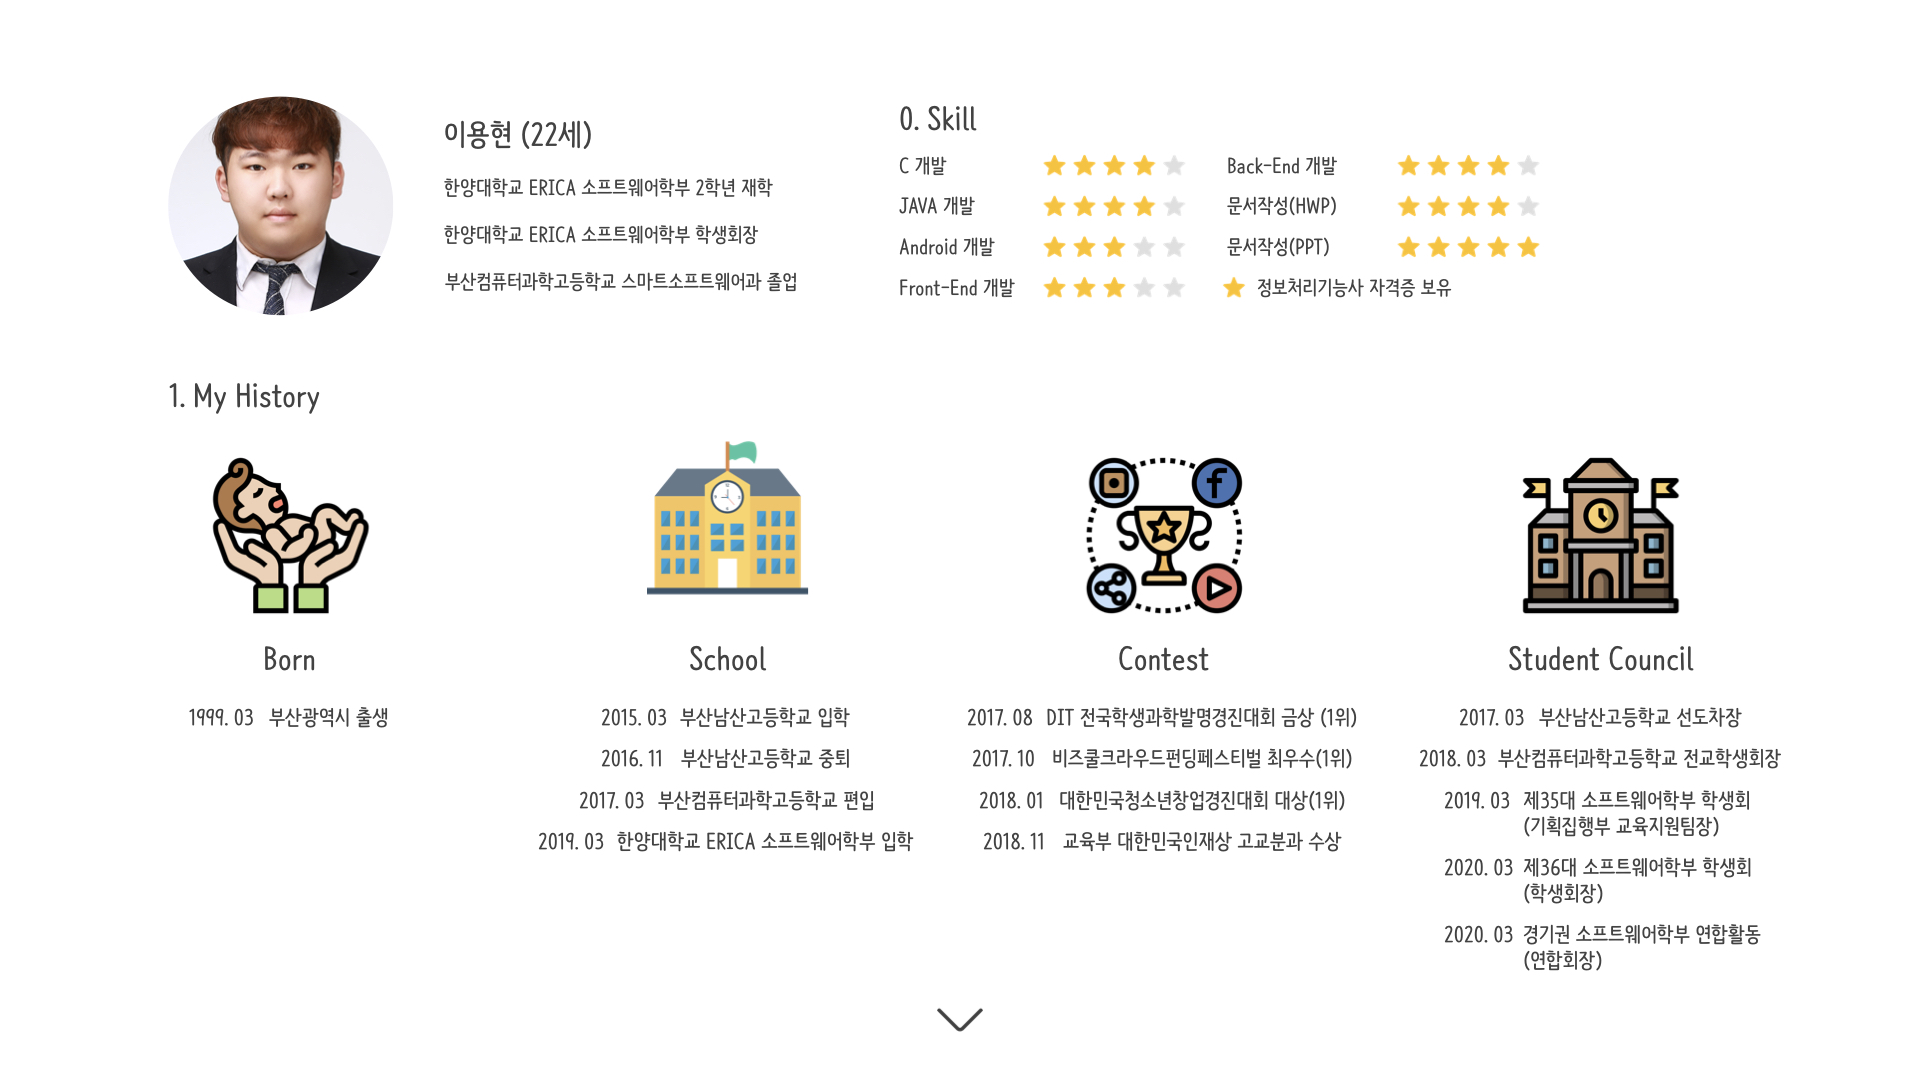 이용현 (22세)
한양대학교 ERICA 소프트웨어학부 2학년 재학
한양대학교 ERICA 소프트웨어학부 학생회장
부산컴퓨터과학고등학교 스마트소프트웨어과 졸업
0. Skill
C 개발
JAVA 개발
Android 개발
Front-End 개발
Back-End 개발
문서작성(HWP)
문서작성(PPT)
정보처리기능사 자격증 보유
1. My History
Born
1999. 03 부산광역시 출생
School
2015. 03 부산남산고등학교 입학
2016. 11 부산남산고등학교 중퇴
2017. 03 부산컴퓨터과학고등학교 편입
2019. 03 한양대학교 ERICA 소프트웨어학부 입학
Contest
2017. 08 DIT 전국학생과학발명경진대회 금상 (1위)
2017. 10 비즈쿨크라우드펀딩페스티벌 최우수(1위)
2018. 01 대한민국청소년창업경진대회 대상(1위)
2018. 11 교육부 대한민국인재상 고교분과 수상
Student Council
2017. 03 부산남산고등학교 선도차장
2018. 03 부산컴퓨터과학고등학교 전교학생회장
2019. 03 제35대 소프트웨어학부 학생회
(기획집행부 교육지원팀장)
2020. 03 제36대 소프트웨어학부 학생회
(학생회장)
2020. 03 경기권 소프트웨어학부 연합활동
(연합회장)